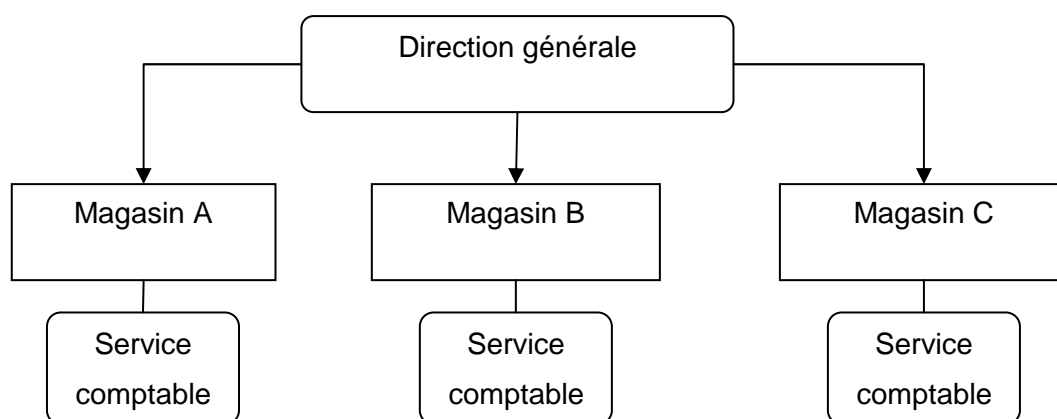 Direction générale
Magasin A
Magasin B
Magasin C
Service
comptable
Service
comptable
Service
comptable